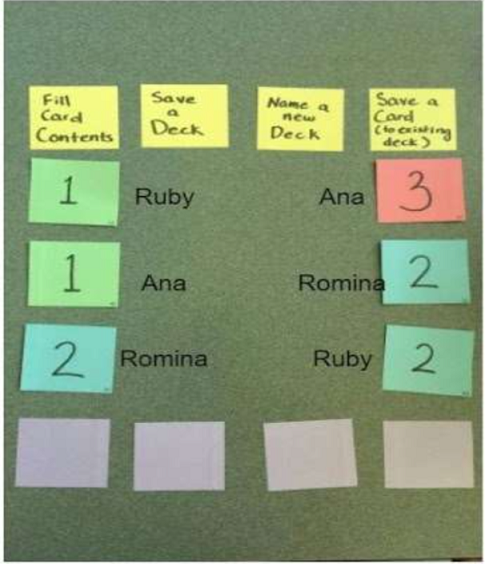 Fill
Card
Contents
Save
a
Deck
Name a
new
Deck
Save a
Card
(to existing
deck)
1 Ruby
Ana 3
1 Ana
Romina 2
2 Romina
Ruby 2